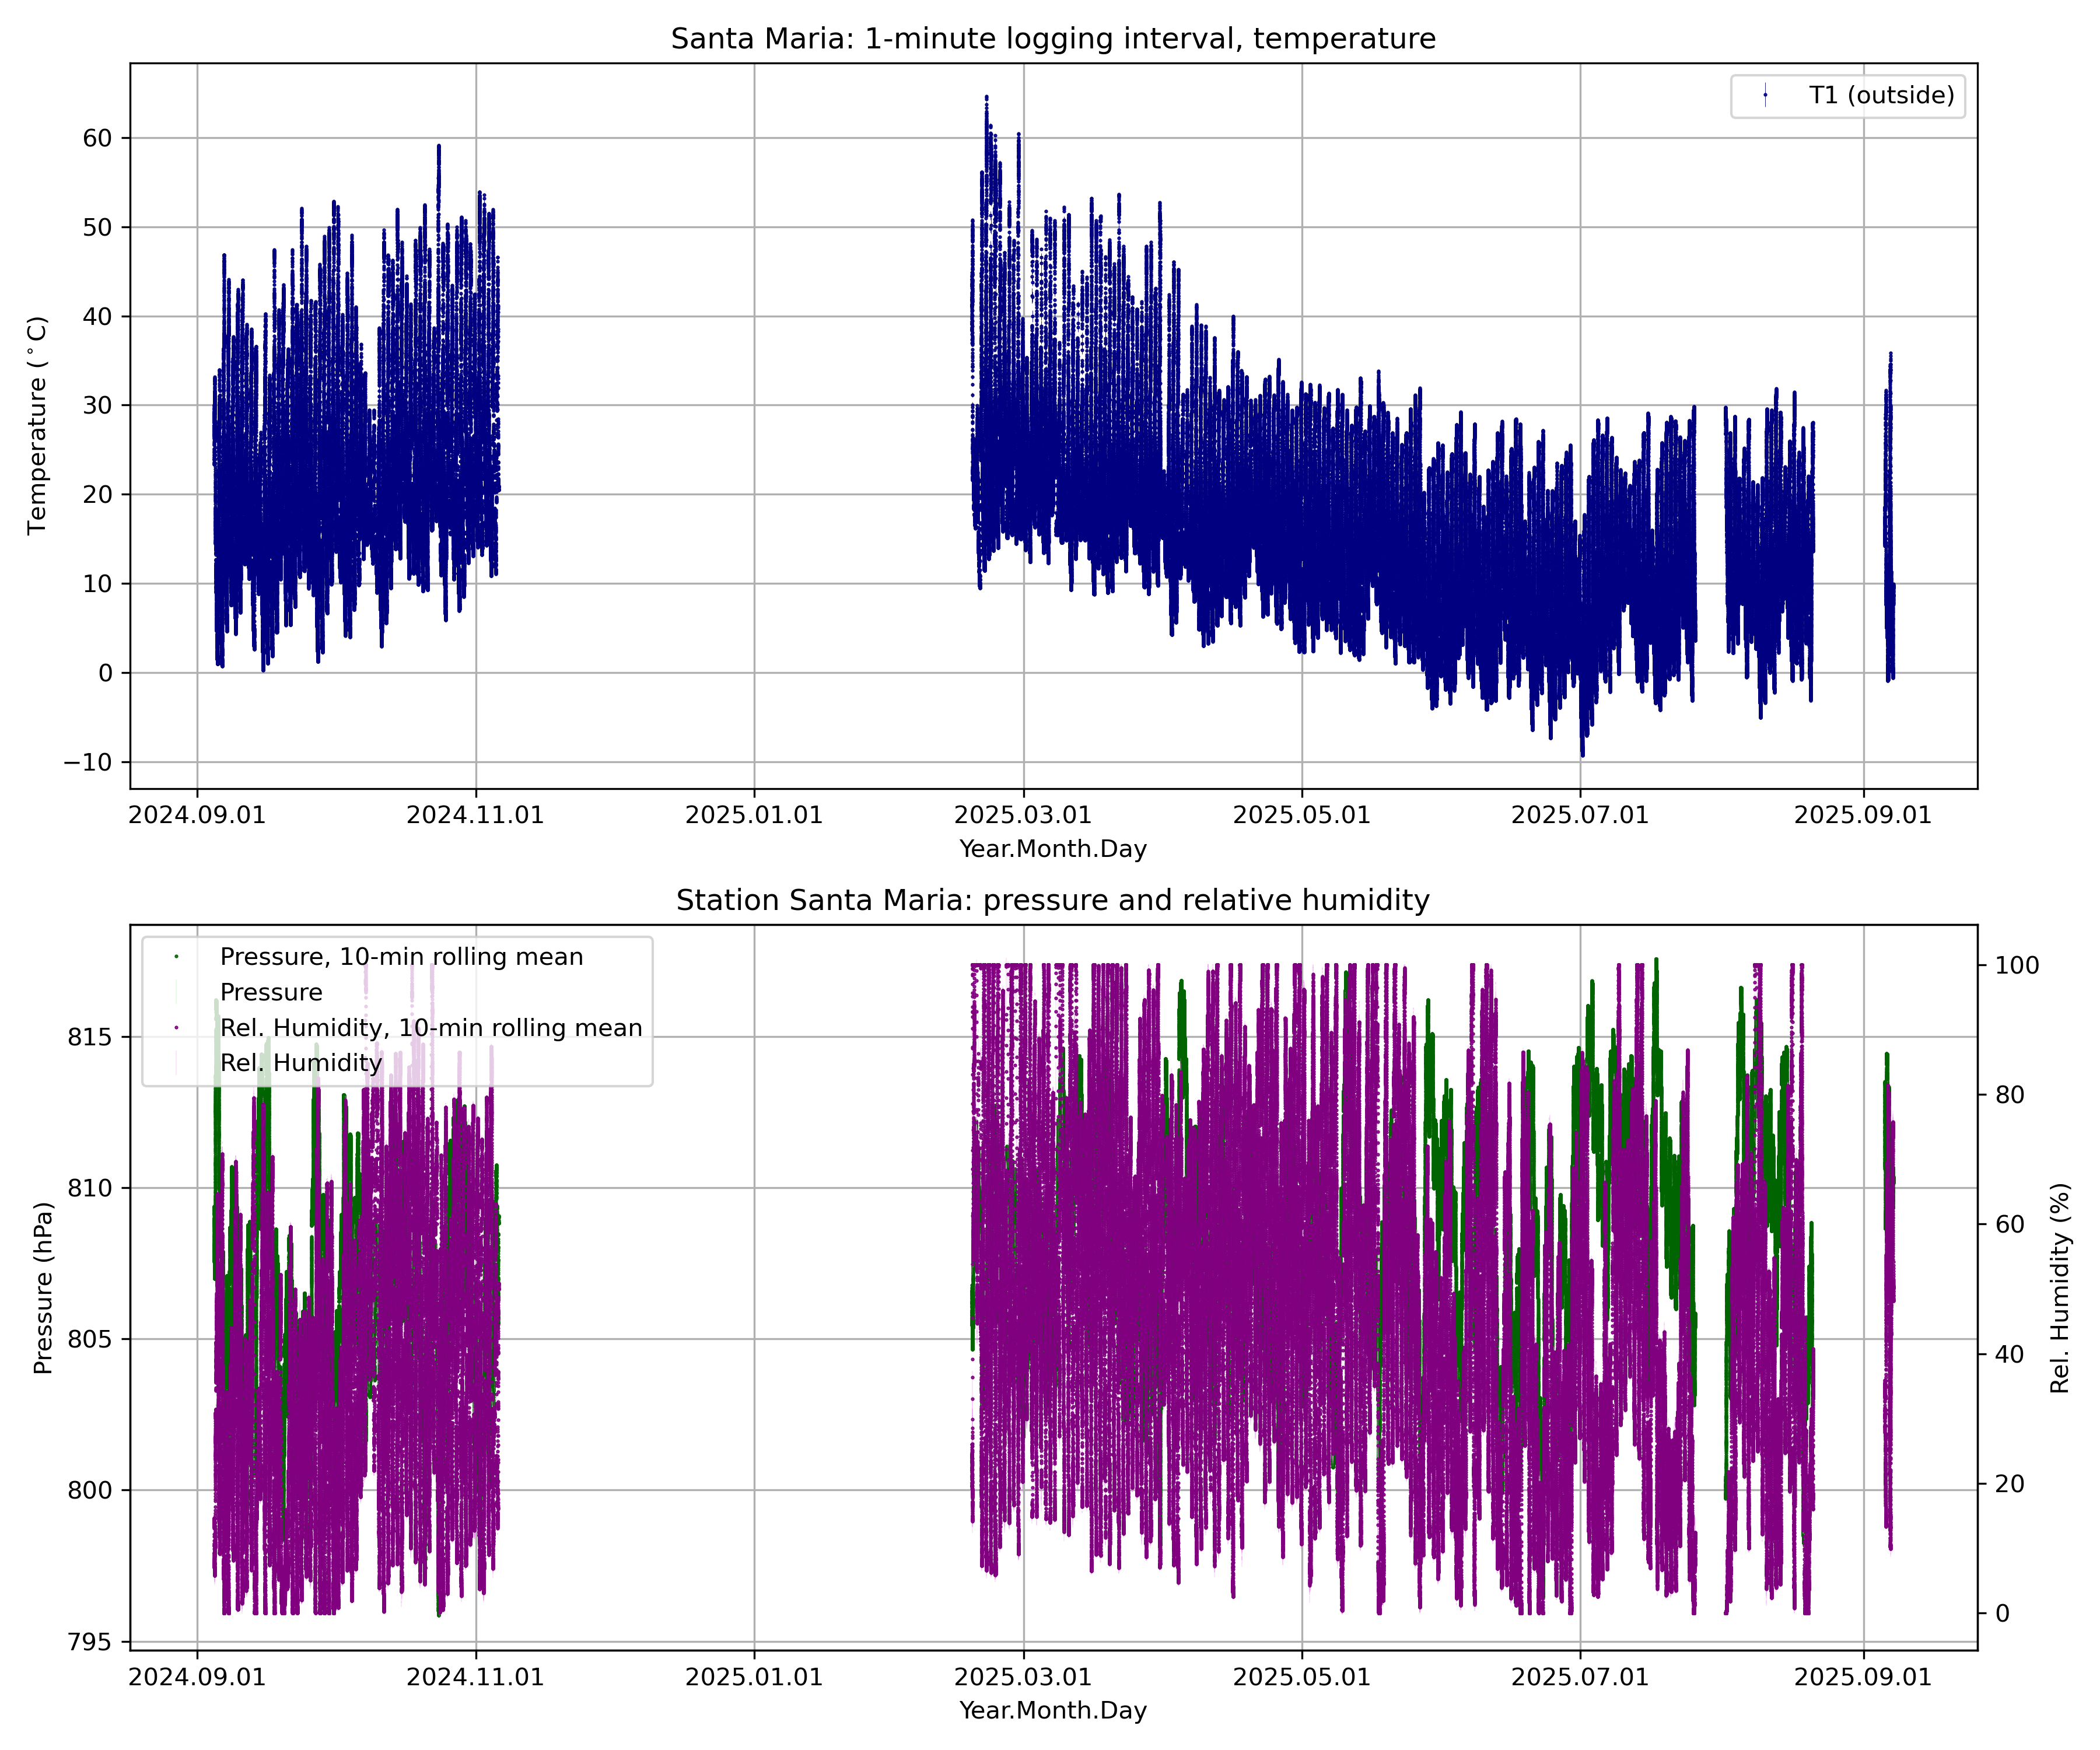 Santa Maria: 1-minute logging interval, temperature
T1 (outside)
Temperature (°C)
60
50
40
30
20
10
0
−10
2024.09.01 2024.11.01 2025.01.01 2025.03.01 2025.05.01 2025.07.01 2025.09.01
Year.Month.Day
Station Santa Maria: pressure and relative humidity
Pressure, 10-min rolling mean
Pressure
Rel. Humidity, 10-min rolling mean
Rel. Humidity
Pressure (hPa)
815
810
805
800
795
100
80
60
40
20
0
Rel. Humidity (%)
2024.09.01 2024.11.01 2025.01.01 2025.03.01 2025.05.01 2025.07.01 2025.09.01
Year.Month.Day